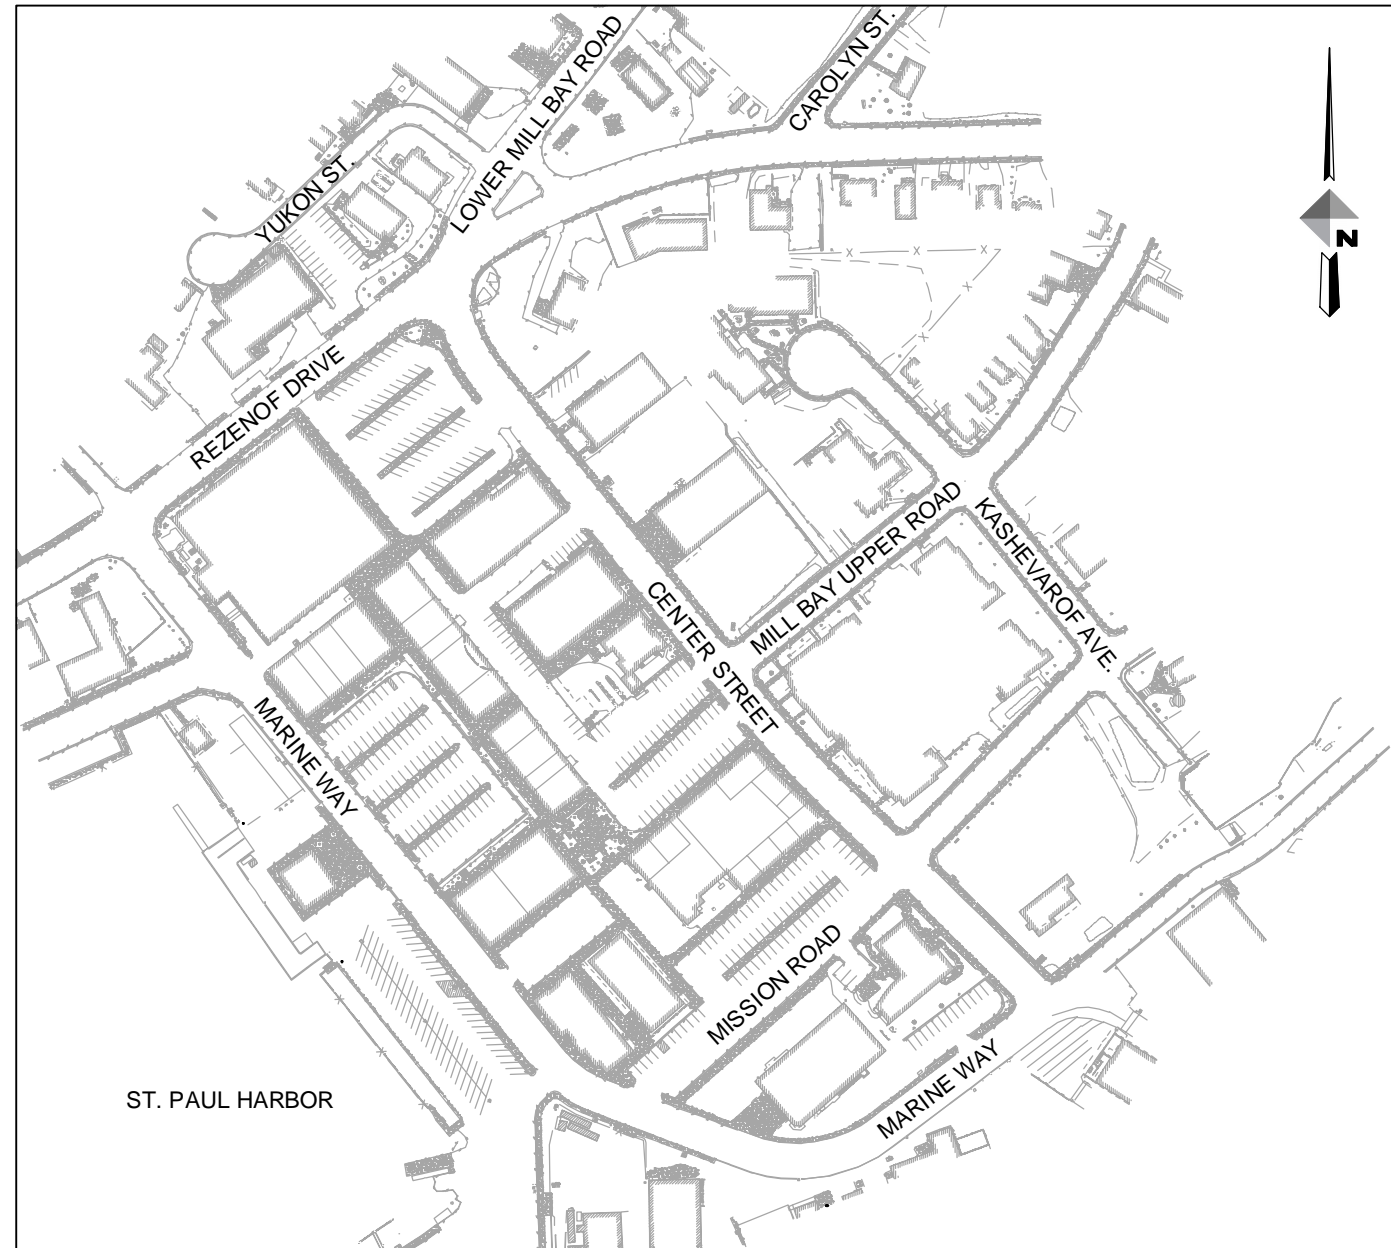 CAROLYN ST.
LOWER MILL BAY ROAD
YUKON ST.
N
REZENOF DRIVE
MILL BAY UPPER ROAD
KASHEVAROF AVE.
CENTER STREET
MARINE WAY
MISSION ROAD
MARINE WAY
ST. PAUL HARBOR